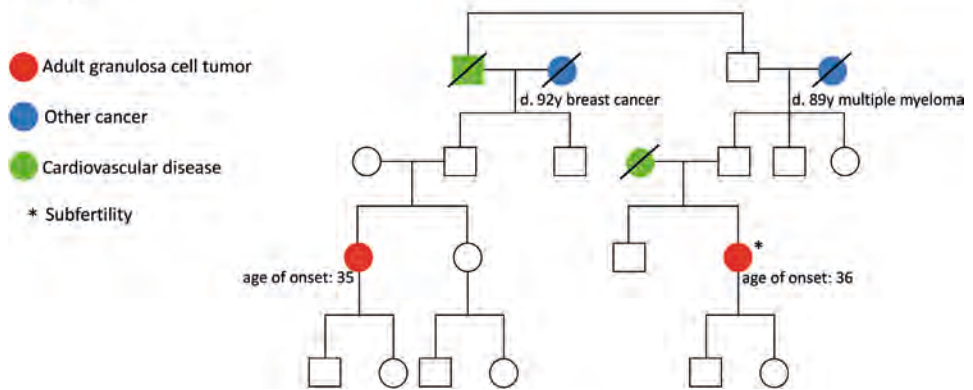 Adult granulosa cell tumor
Other cancer
Cardiovascular disease
* Subfertility
d. 92y breast cancer
d. 89y multiple myeloma
*
age of onset: 35
age of onset: 36